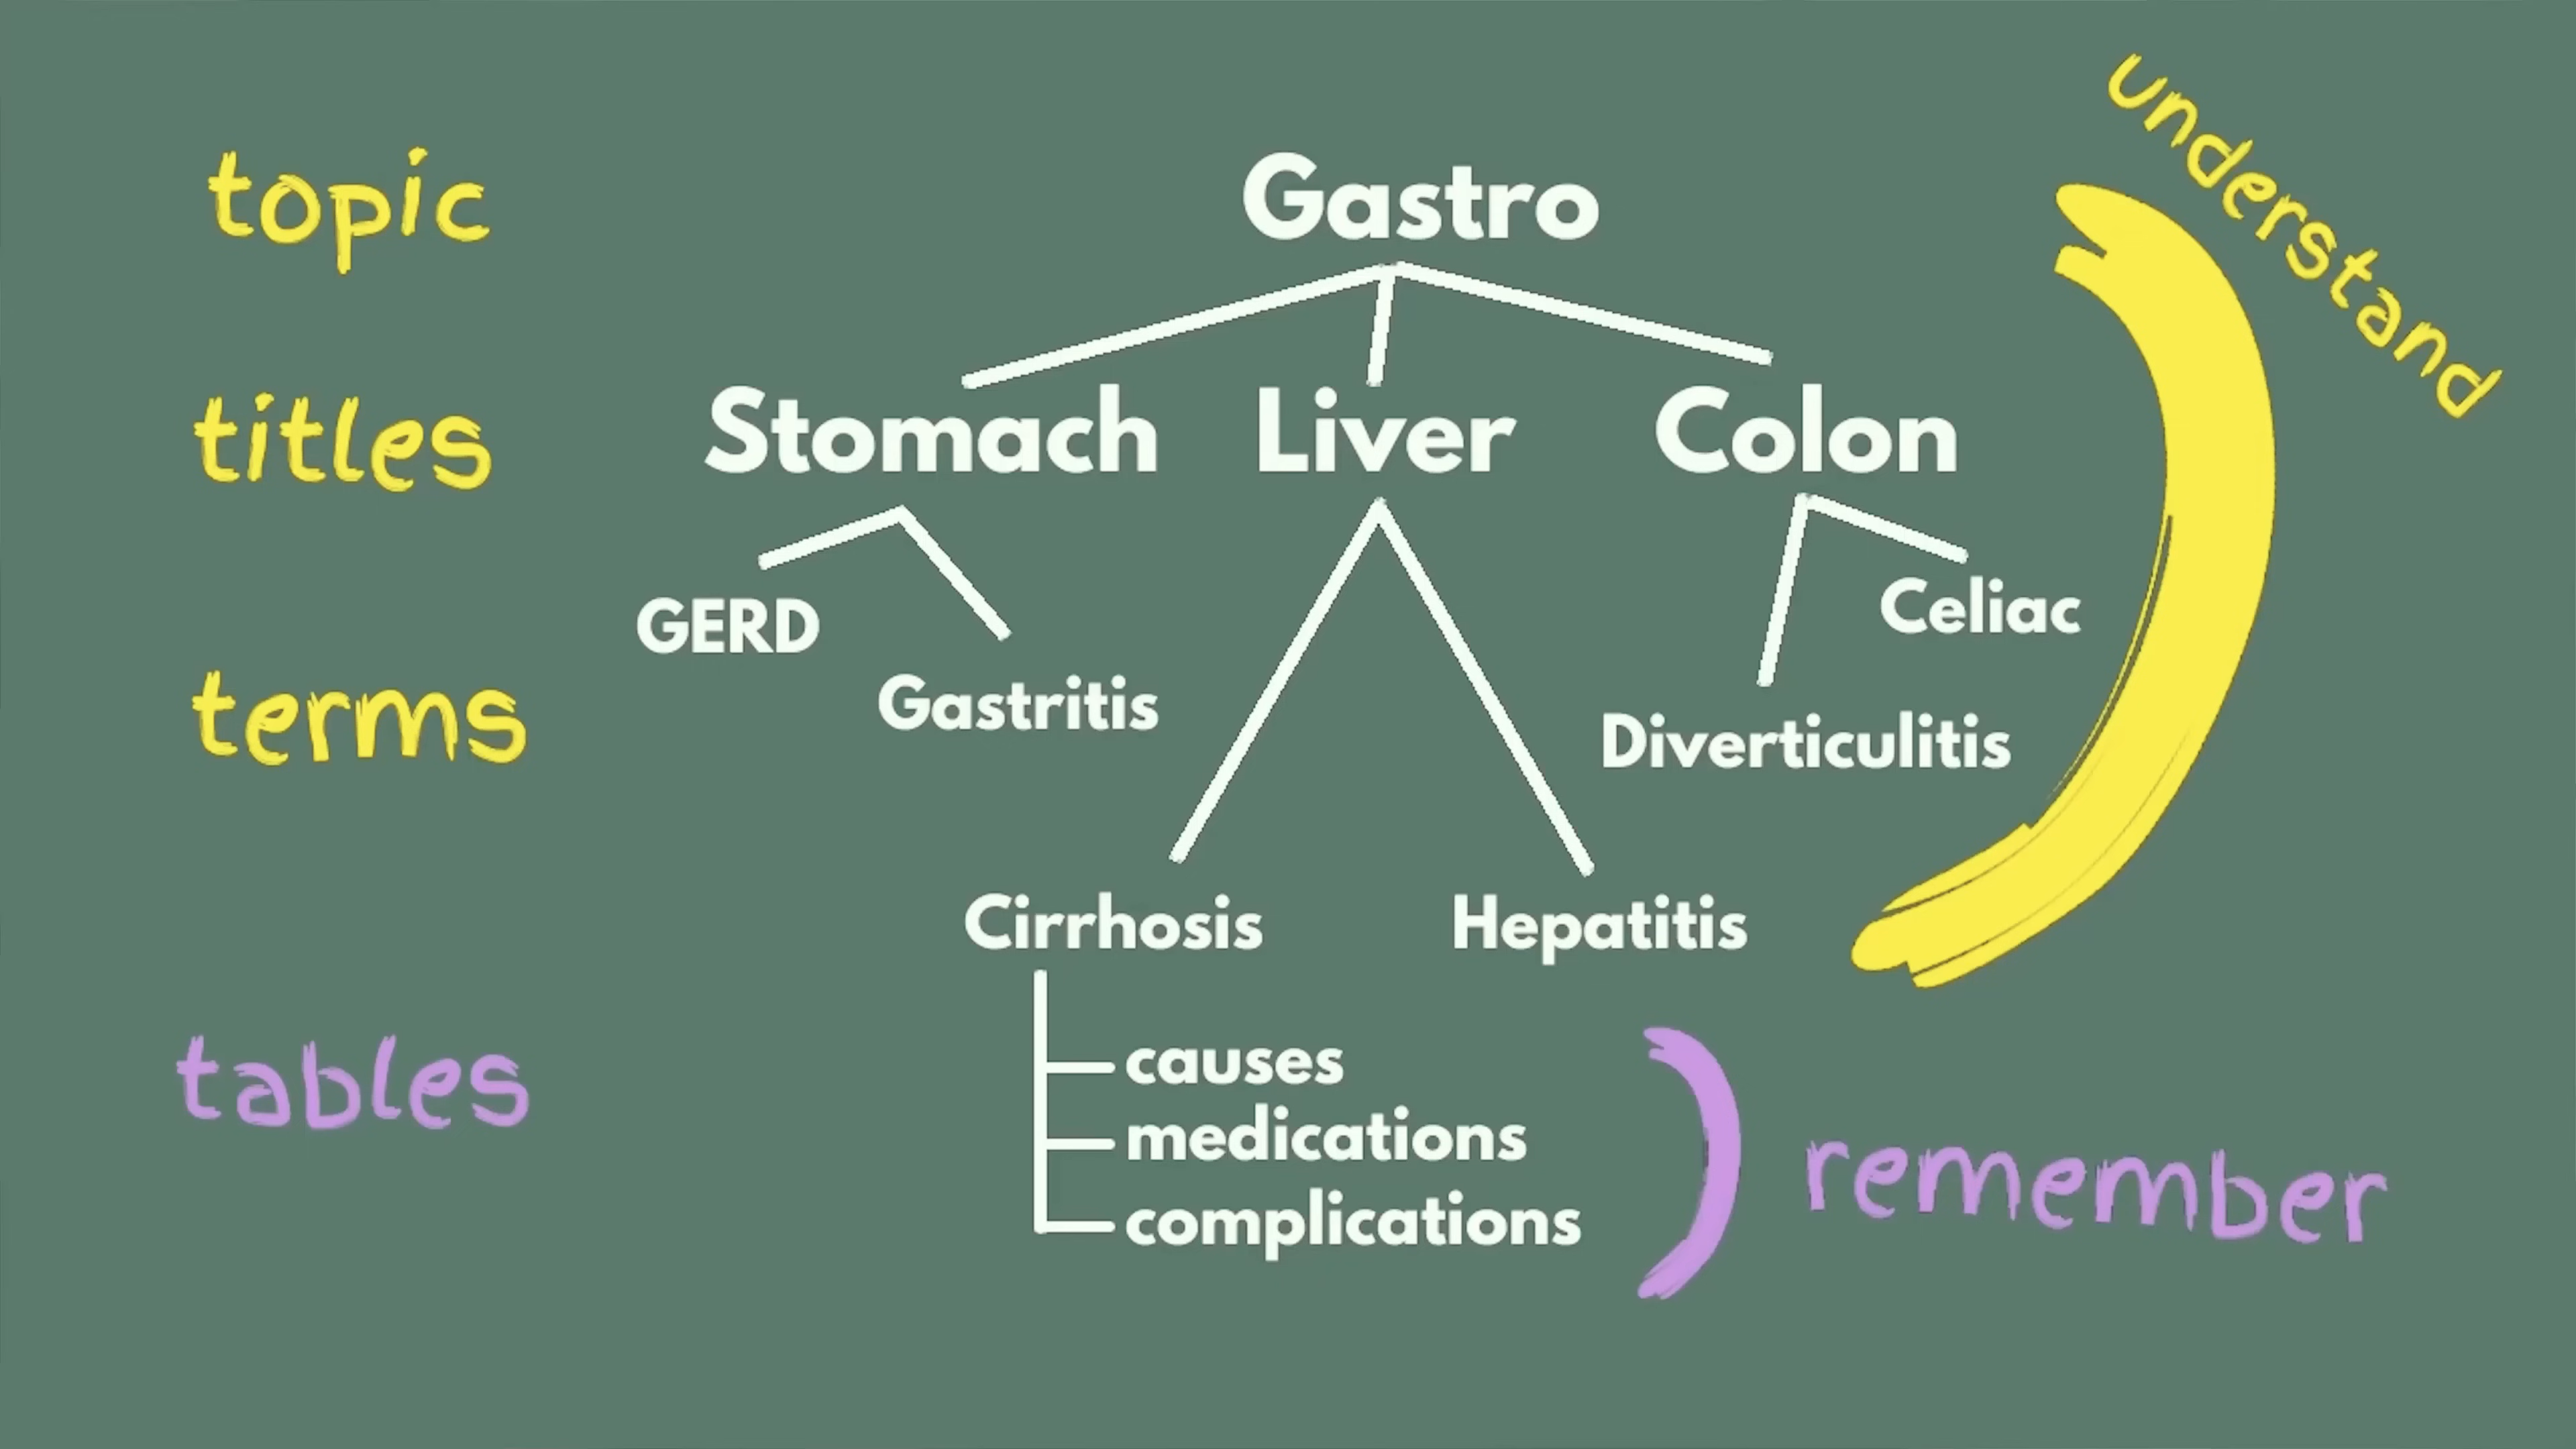 understand
topic
Gastro
titles
Stomach Liver Colon
GERD
Celiac
terms
Gastritis
Diverticulitis
Cirrhosis
Hepatitis
tables
causes
medications
complications
remember